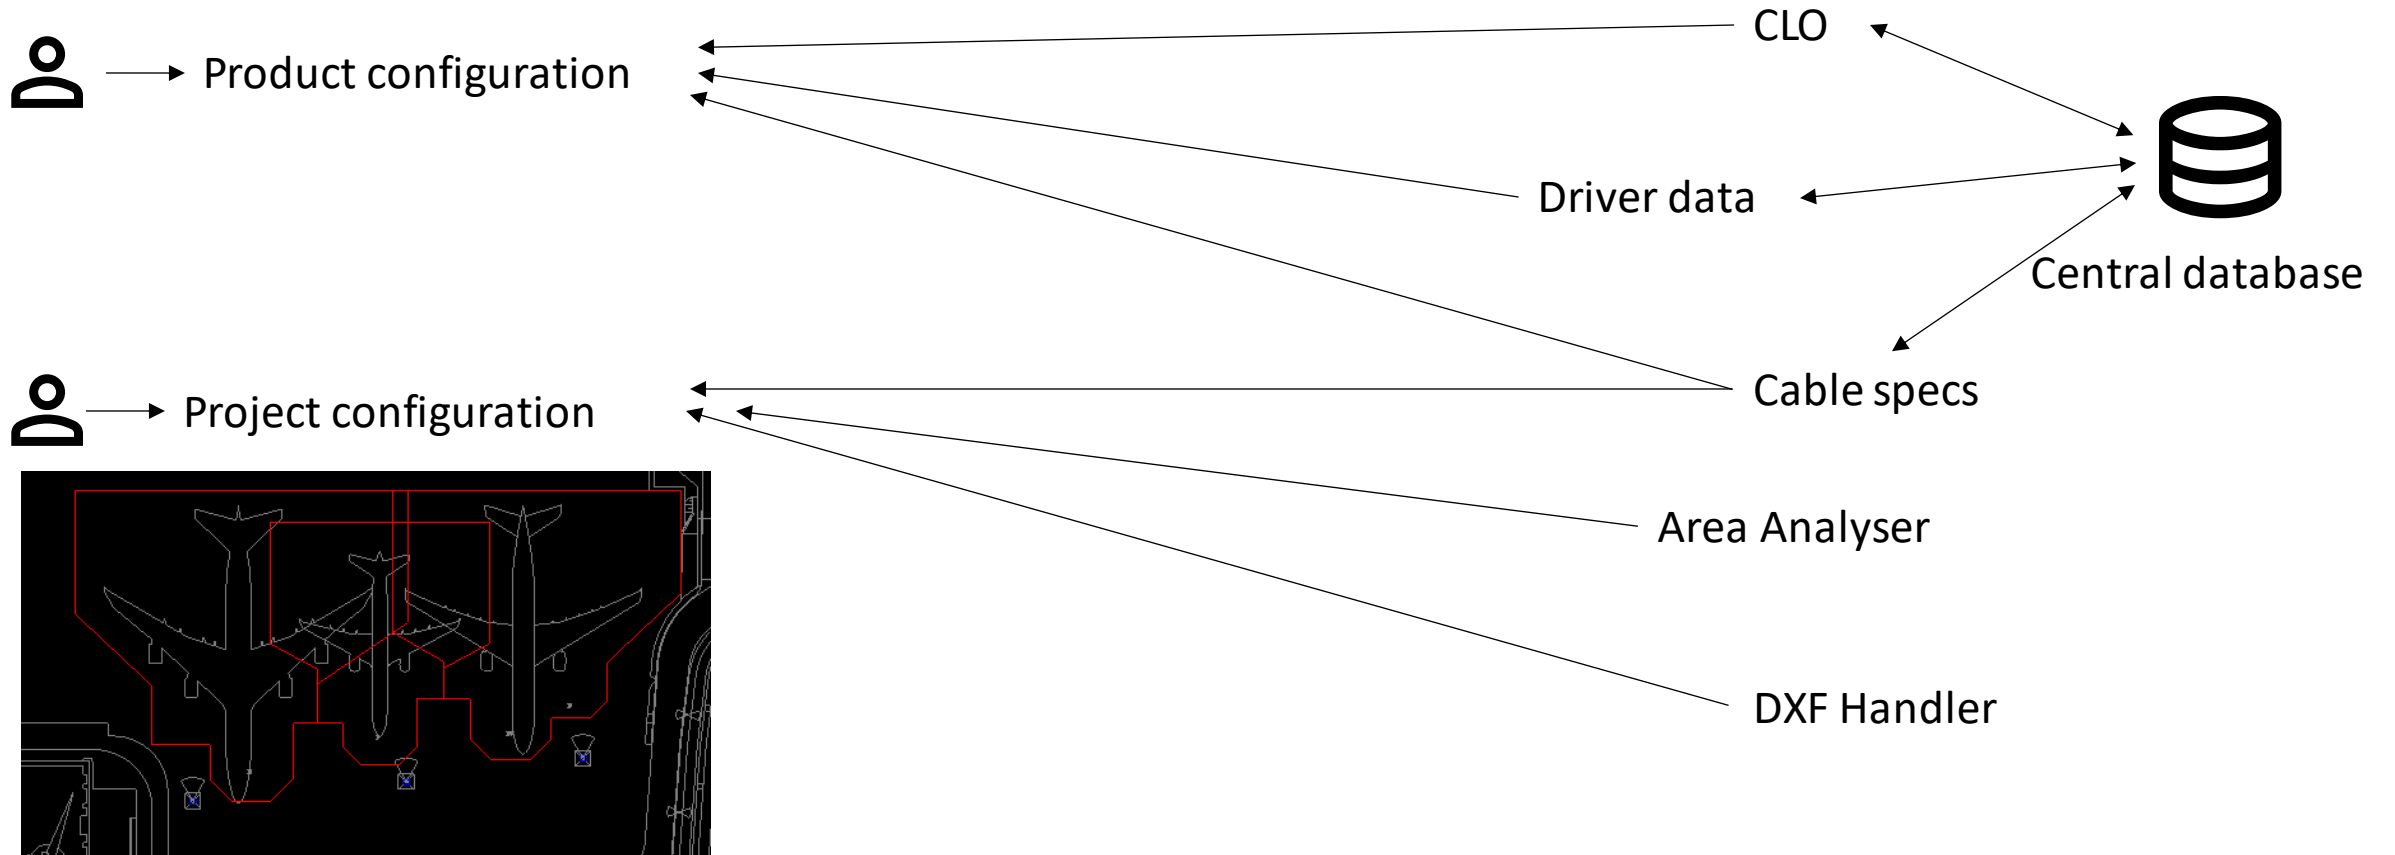 CLO
Product configuration
Driver data
Central database
Cable specs
Project configuration
Area Analyser
DXF Handler